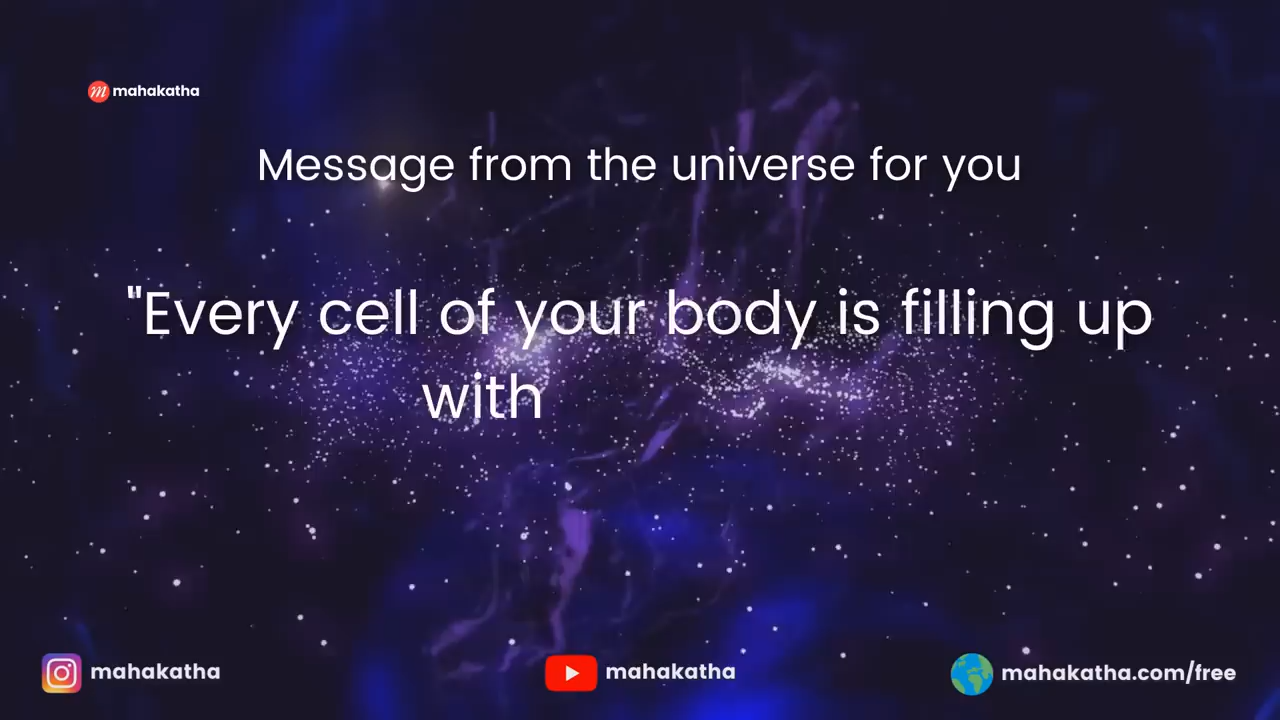 mahakatha
Message from the universe for you
"Every cell of your body is filling up
with
mahakatha
mahakatha
mahakatha.com/free